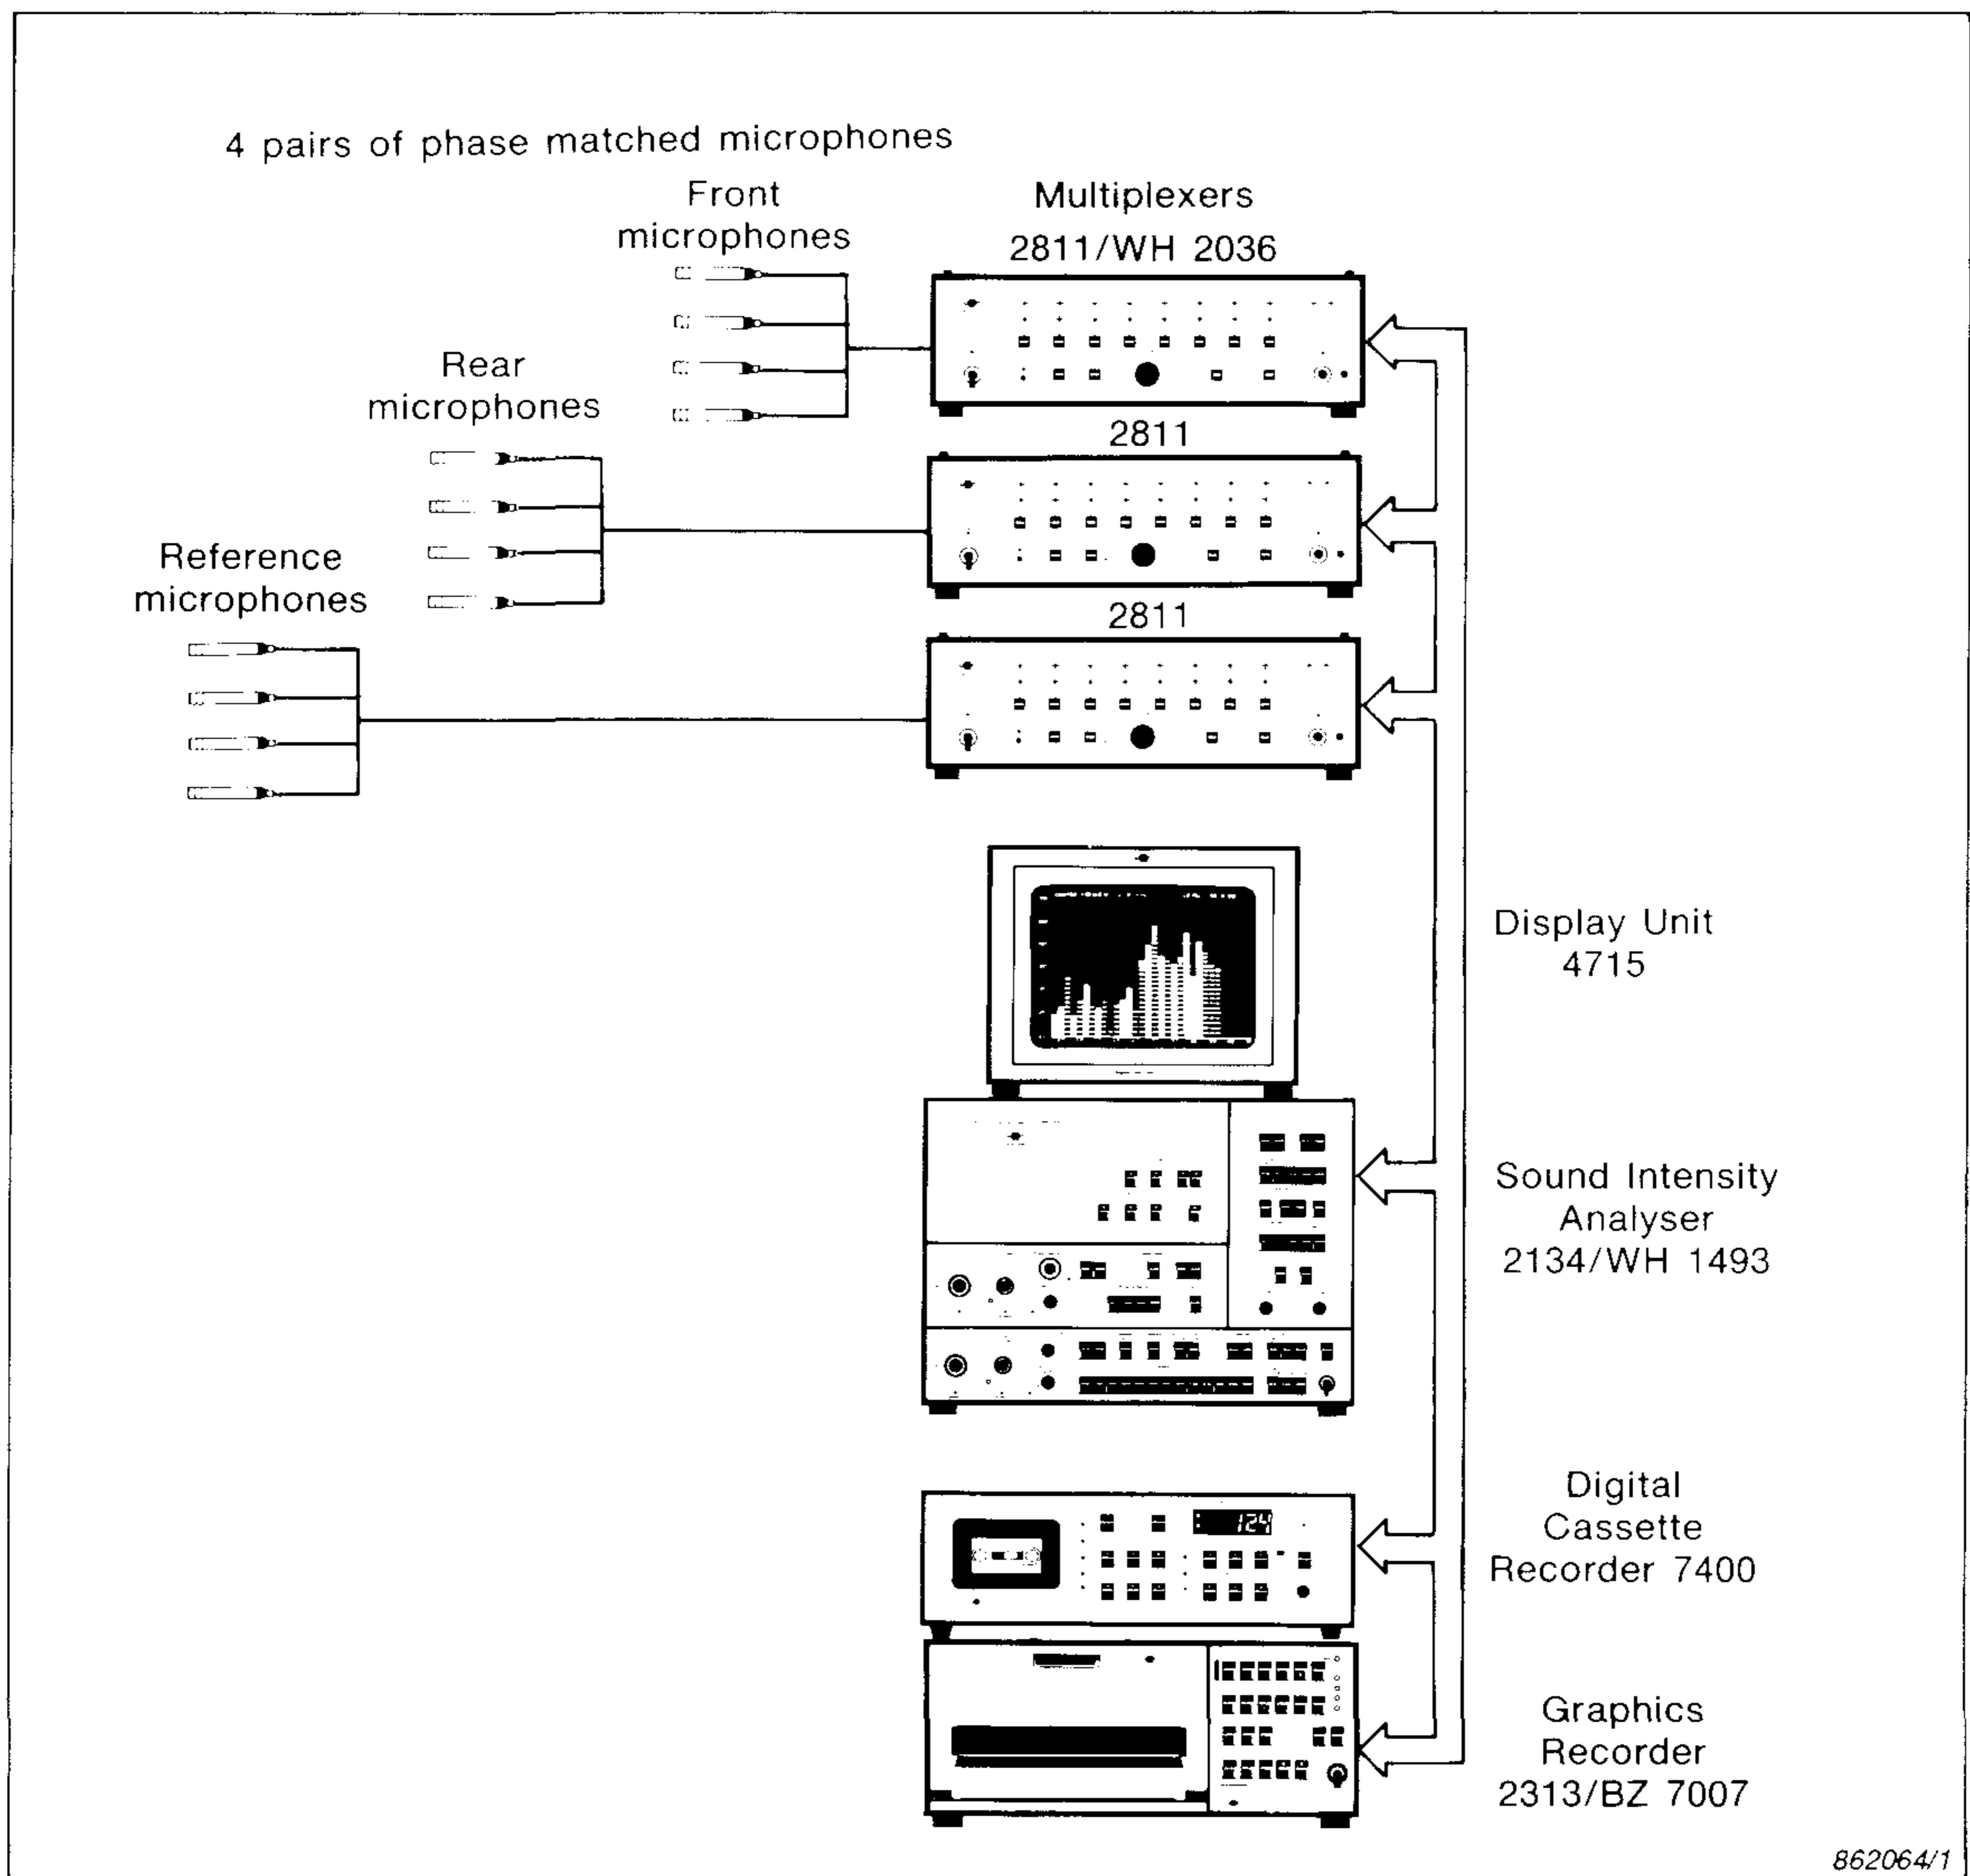 4 pairs of phase matched microphones
Front
microphones
Multiplexers
2811/WH 2036
Rear
microphones
2811
Reference
microphones
2811
Display Unit
4715
Sound Intensity
Analyser
2134/WH 1493
124
Digital
Cassette
Recorder 7400
Graphics
Recorder
2313/BZ 7007
862064/1